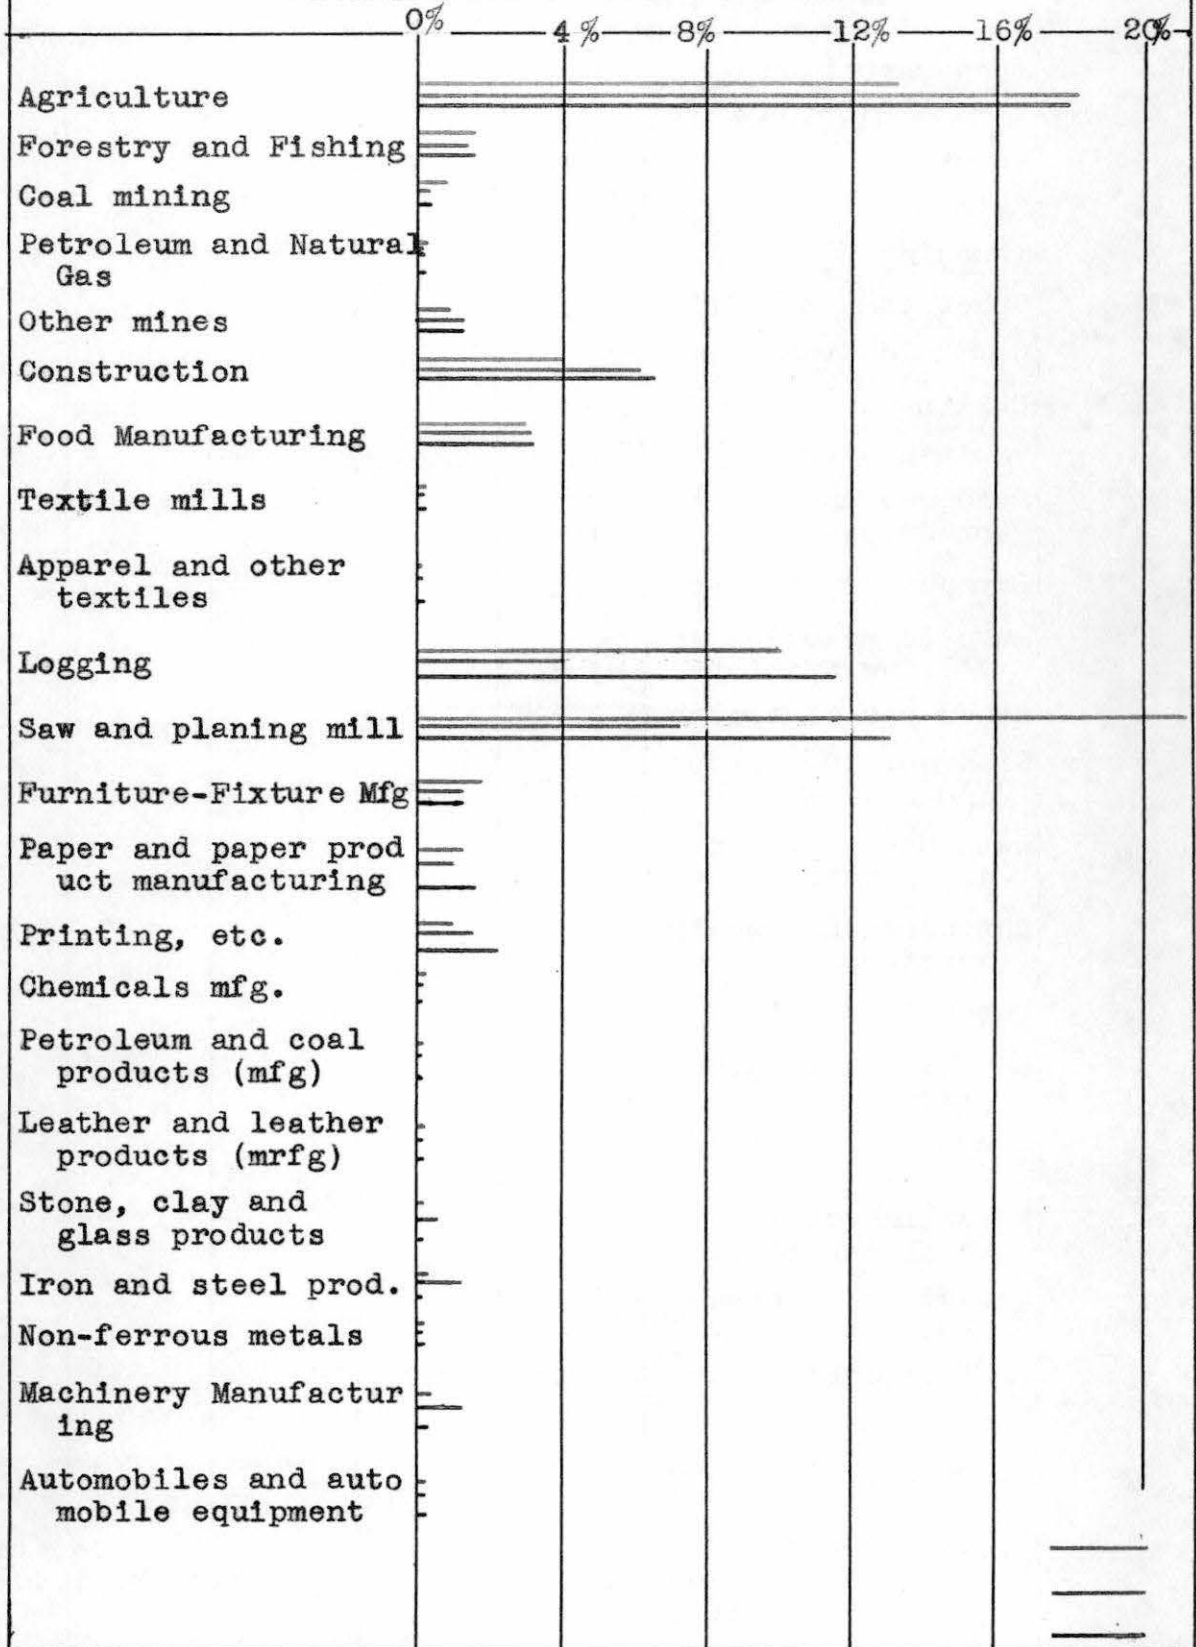 0% 4% 8% 12% 16% 20%
Agriculture
Forestry and Fishing
Coal mining
Petroleum and Natural
Gas
Other mines
Construction
Food Manufacturing
Textile mills
Apparel and other
textiles
Logging
Saw and planing mill
Furniture-Fixture Mfg
Paper and paper prod
uct manufacturing
Printing, etc.
Chemicals mfg.
Petroleum and coal
products (mfg)
Leather and leather
products (mrfg)
Stone, clay and
glass products
Iron and steel prod.
Non-ferrous metals
Machinery Manufactur
ing
Automobiles and auto
mobile equipment